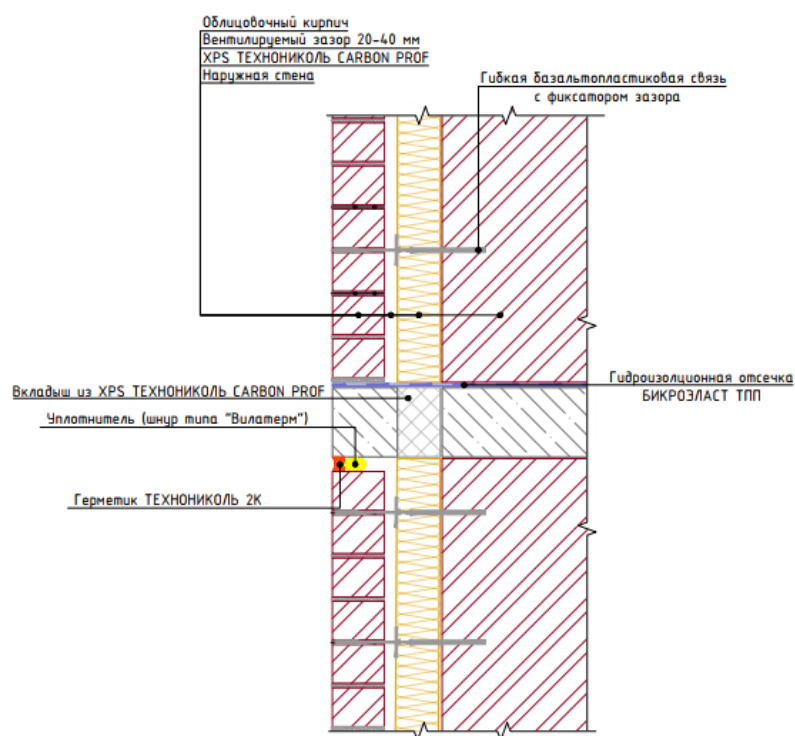 Облицовочный кирпич
Вентилируемый зазор 20-40 мм
XPS ТЕХНОНИКОЛЬ CARBON PROF
Наружная стена
Гибкая базальтопластиковая связь
с фиксатором зазора
Вкладыш из XPS ТЕХНОНИКОЛЬ CARBON PROF
Гидроизолционная отсечка
БИКРОЭЛАСТ ТПП
Уплотнитель (шнур типа "Вилатерм")
Герметик ТЕХНОНИКОЛЬ 2К